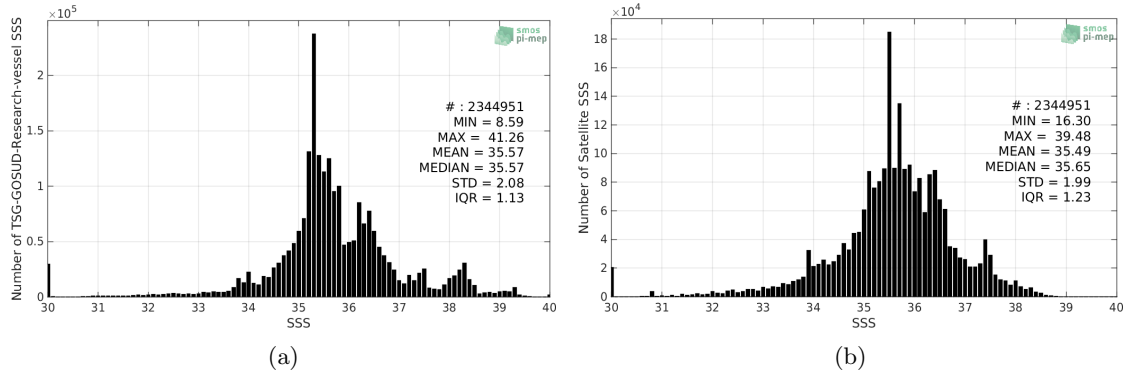 ×10⁵
smos
pi-mep
Number of TSG-GOSUD-Research-vessel SSS
2
1.5
1
0.5
0
# : 2344951
MIN = 8.59
MAX = 41.26
MEAN = 35.57
MEDIAN = 35.57
STD = 2.08
IQR = 1.13
30 31 32 33 34 35 36 37 38 39 40
SSS
(a)
×10⁴
smos
pi-mep
Number of Satellite SSS
18
16
14
12
10
8
6
4
2
0
# : 2344951
MIN = 16.30
MAX = 39.48
MEAN = 35.49
MEDIAN = 35.65
STD = 1.99
IQR = 1.23
30 31 32 33 34 35 36 37 38 39 40
SSS
(b)